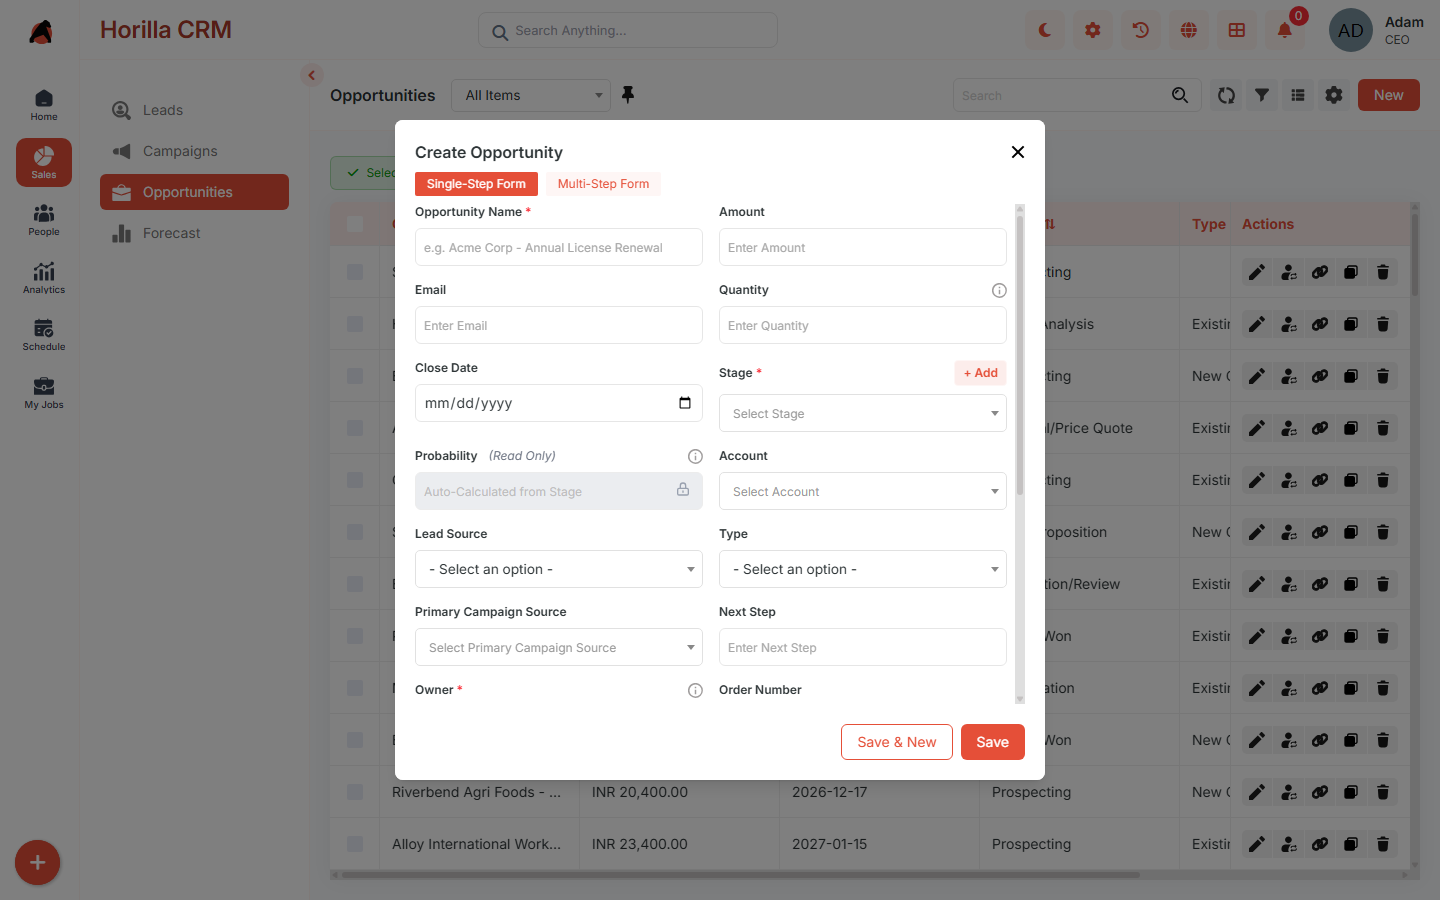 Horilla CRM
Search Anything...
0
AD
Adam
CEO
Home
Sales
People
Analytics
Schedule
My Jobs
Leads
Campaigns
Opportunities
Forecast
Opportunities
All Items
Search
New
Type
Actions
Create Opportunity
Single-Step Form
Multi-Step Form
Opportunity Name *
e.g. Acme Corp - Annual License Renewal
Amount
Enter Amount
Email
Enter Email
Quantity
Enter Quantity
Close Date
mm/dd/yyyy
Stage *
+ Add
Select Stage
Probability (Read Only)
Auto-Calculated from Stage
Account
Select Account
Lead Source
- Select an option -
Type
- Select an option -
Primary Campaign Source
Select Primary Campaign Source
Next Step
Enter Next Step
Owner *
Order Number
Save & New
Save
Riverbend Agri Foods - ...
INR 20,400.00
2026-12-17
Prospecting
Alloy International Work...
INR 23,400.00
2027-01-15
Prospecting